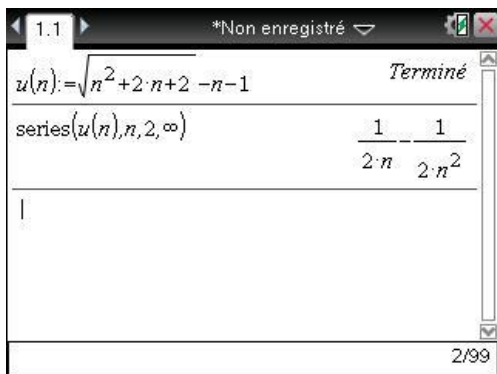 1.1 *Non enregistré
u(n):=√(n²+2·n+2) -n-1 Terminé
series(u(n),n,2,∞) 1/(2·n) - 1/(2·n²)
2/99